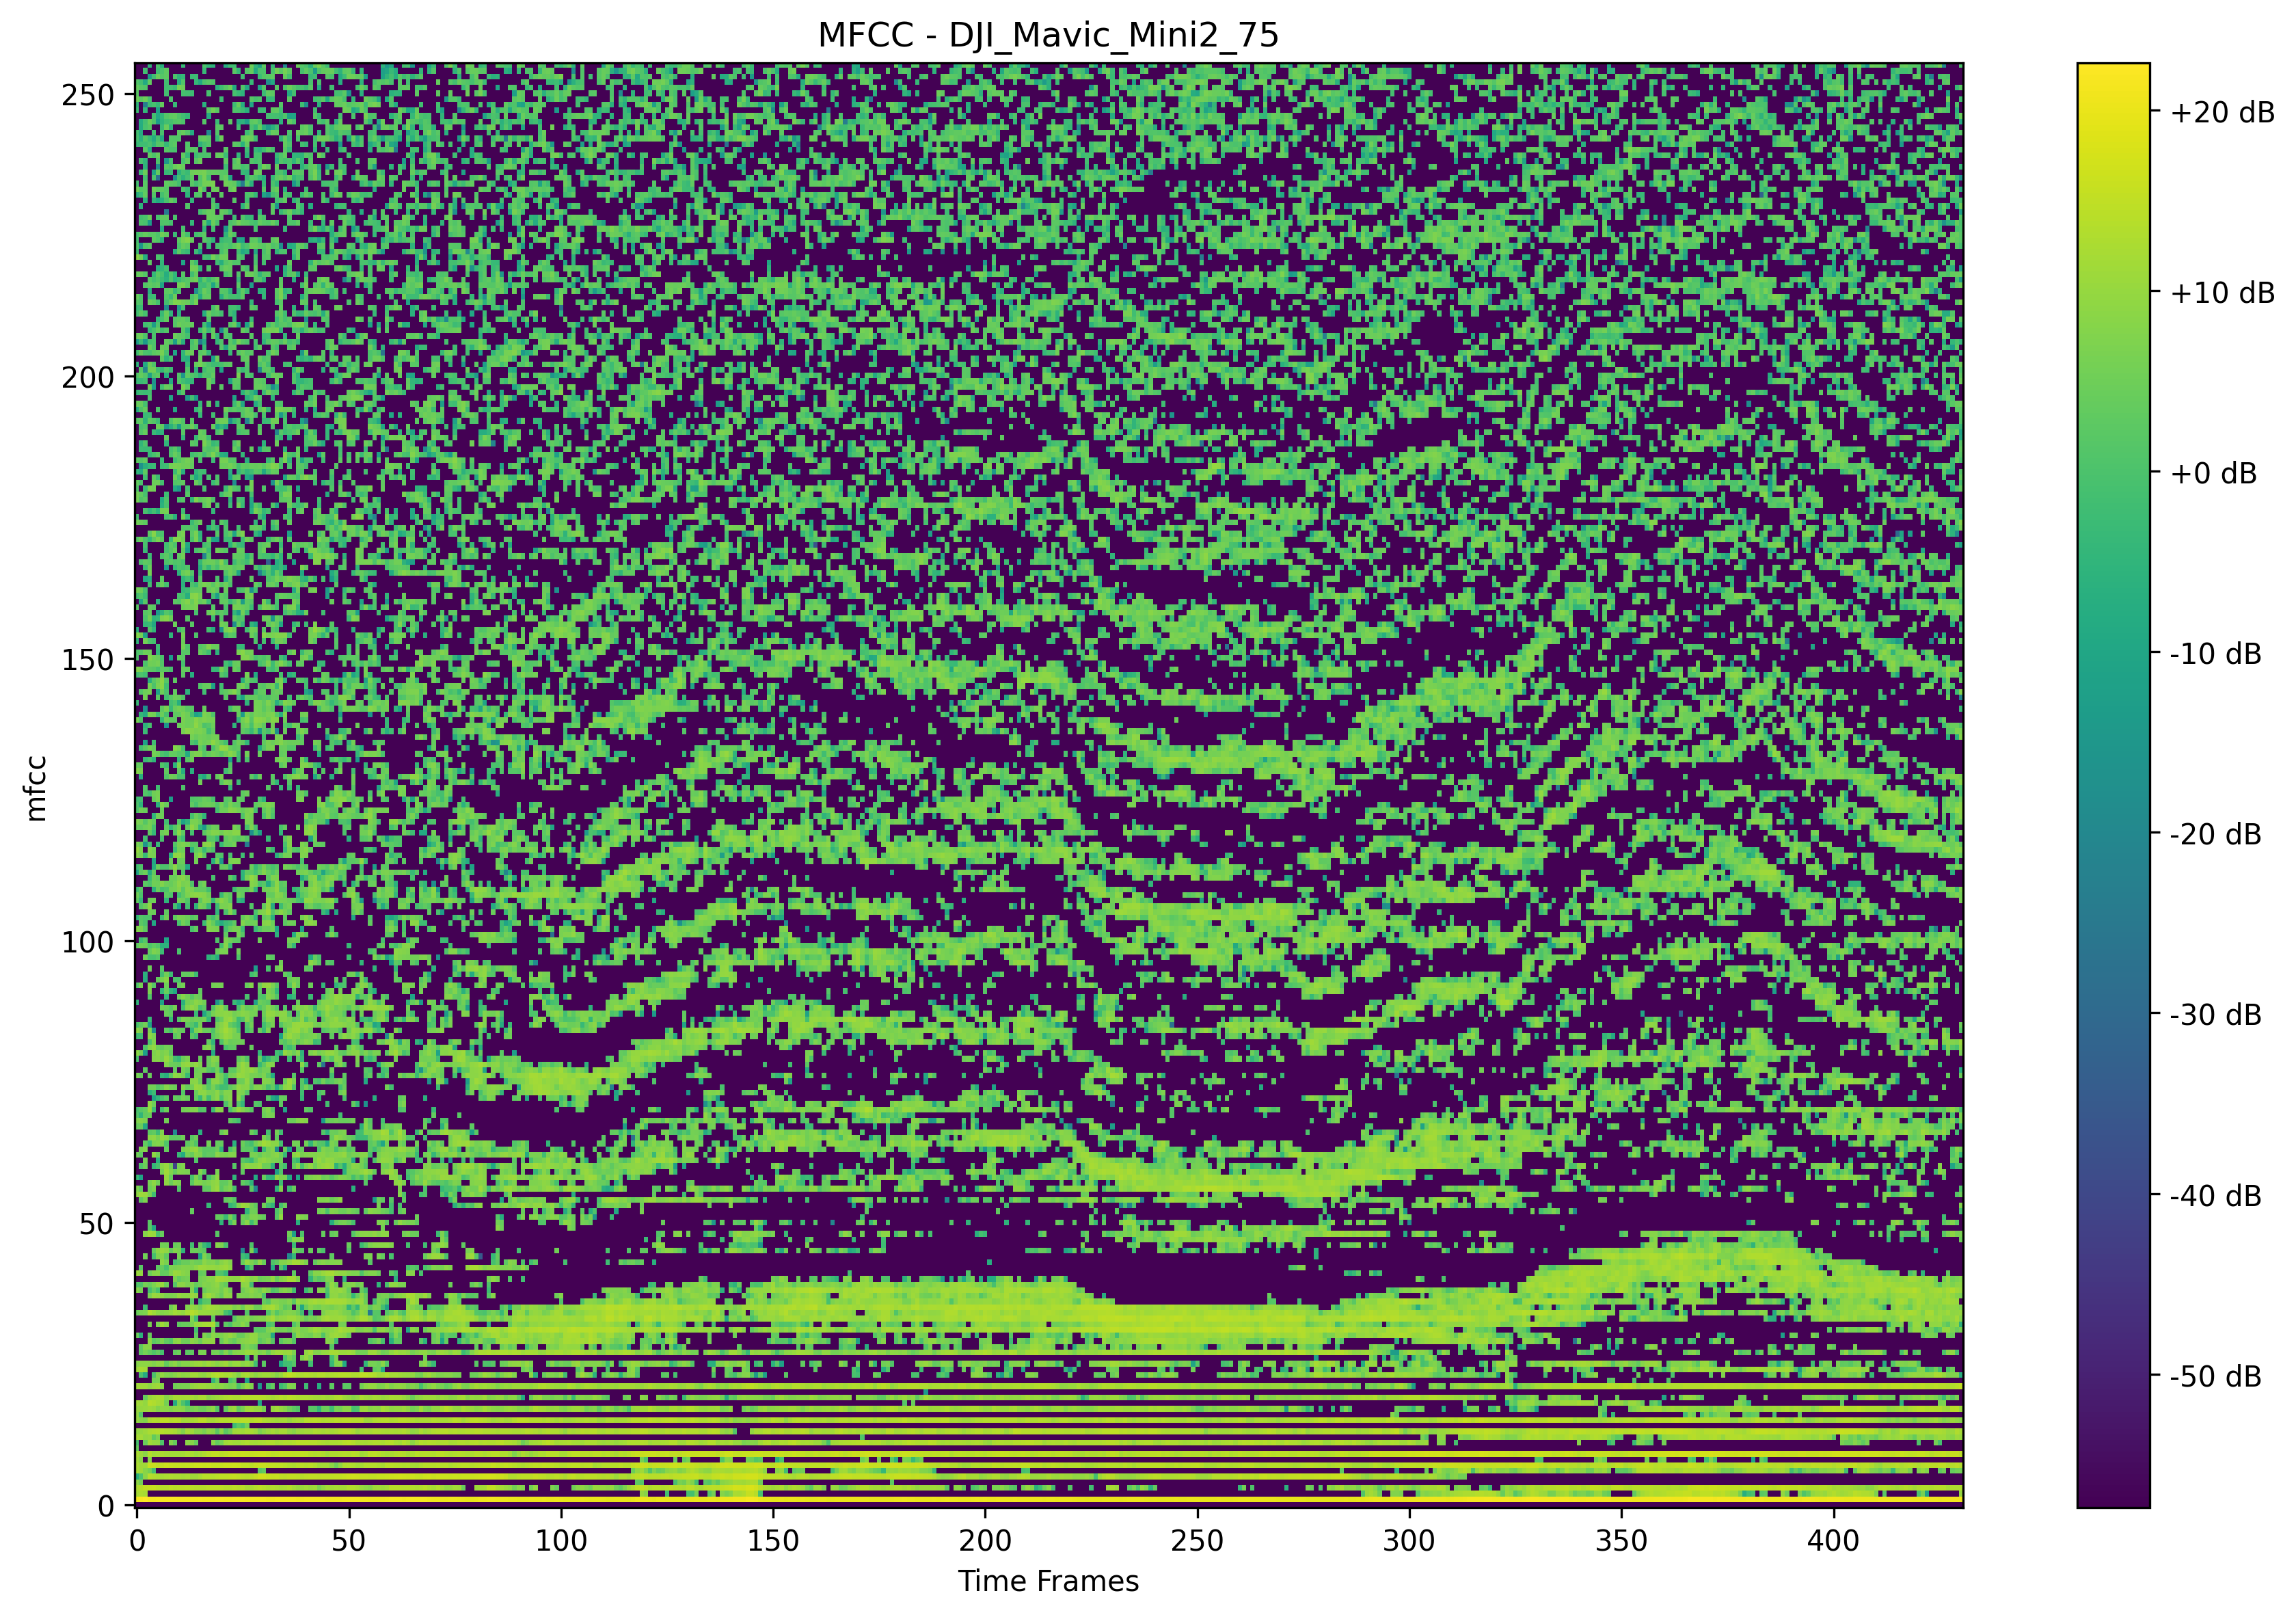 MFCC - DJI_Mavic_Mini2_75
250
200
150
100
50
0
mfcc
0 50 100 150 200 250 300 350 400
Time Frames
+20 dB
+10 dB
+0 dB
-10 dB
-20 dB
-30 dB
-40 dB
-50 dB